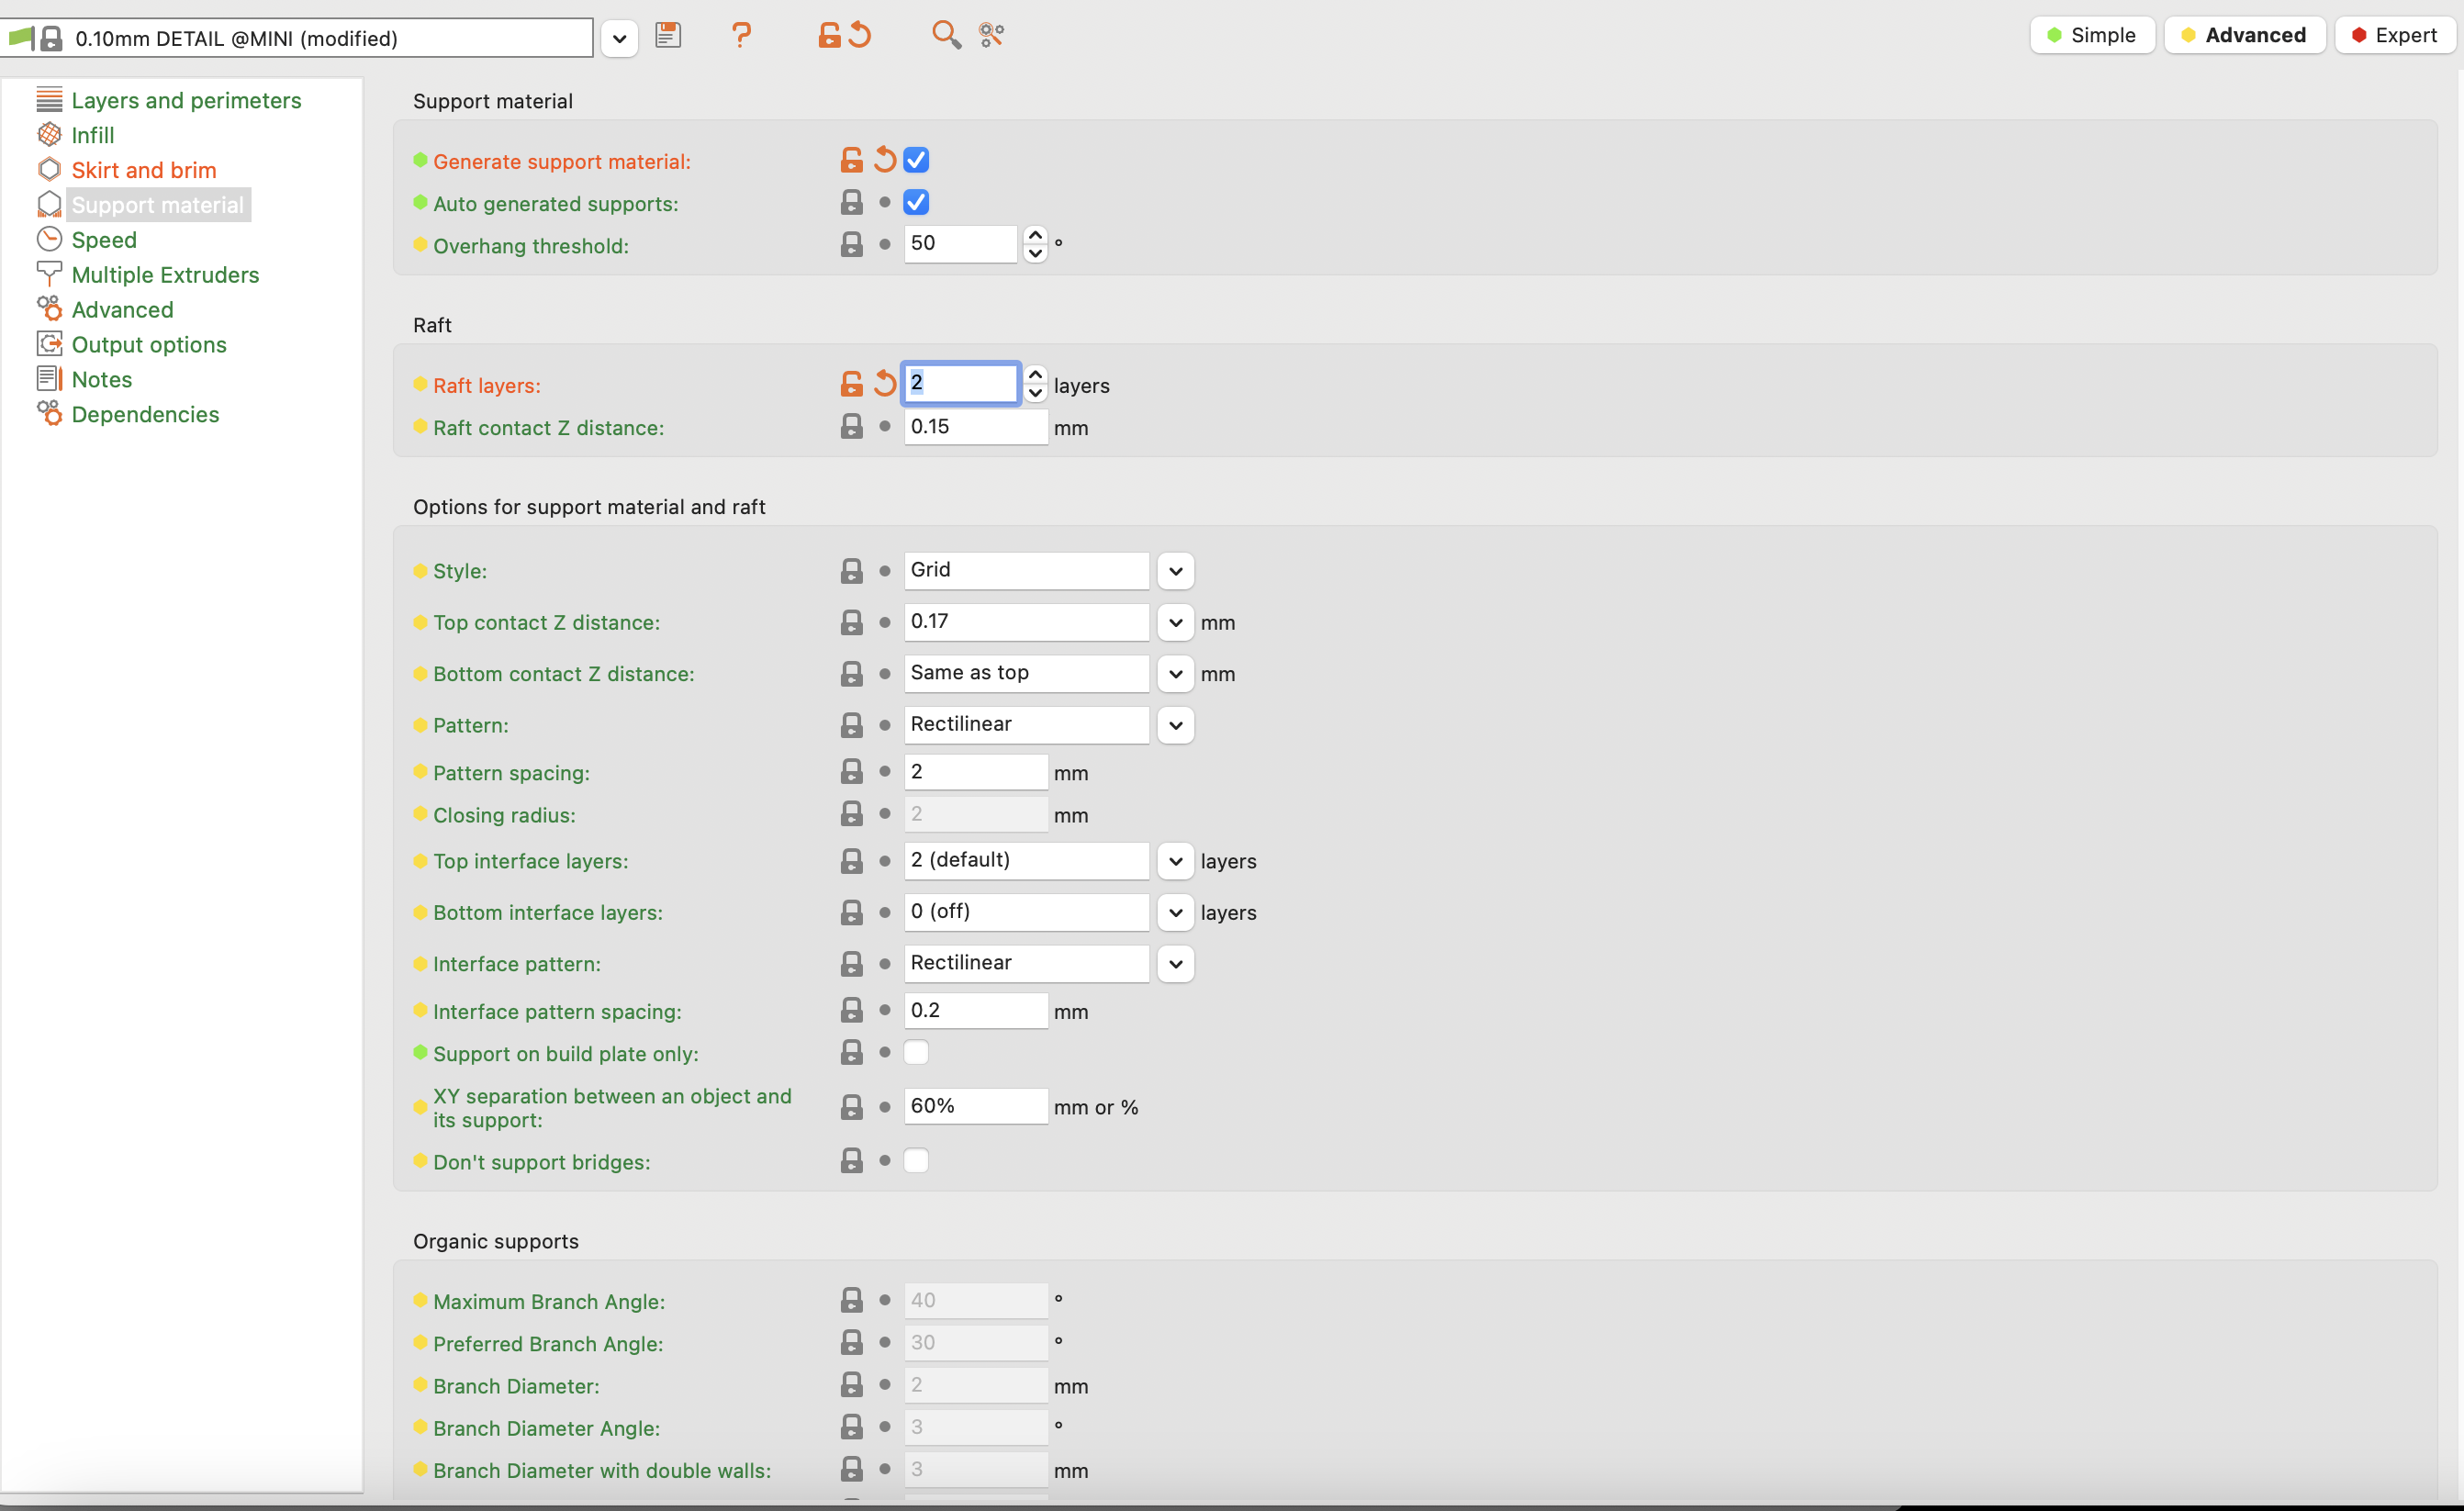 0.10mm DETAIL @MINI (modified)
?
Simple
Advanced
Expert
Layers and perimeters
Infill
Skirt and brim
Support material
Speed
Multiple Extruders
Advanced
Output options
Notes
Dependencies
Support material
Generate support material:
Auto generated supports:
Overhang threshold: 50 °
Raft
Raft layers: 2 layers
Raft contact Z distance: 0.15 mm
Options for support material and raft
Style: Grid
Top contact Z distance: 0.17 mm
Bottom contact Z distance: Same as top mm
Pattern: Rectilinear
Pattern spacing: 2 mm
Closing radius: 2 mm
Top interface layers: 2 (default) layers
Bottom interface layers: 0 (off) layers
Interface pattern: Rectilinear
Interface pattern spacing: 0.2 mm
Support on build plate only:
XY separation between an object and
its support: 60% mm or %
Don't support bridges:
Organic supports
Maximum Branch Angle: 40 °
Preferred Branch Angle: 30 °
Branch Diameter: 2 mm
Branch Diameter Angle: 3 °
Branch Diameter with double walls: 3 mm